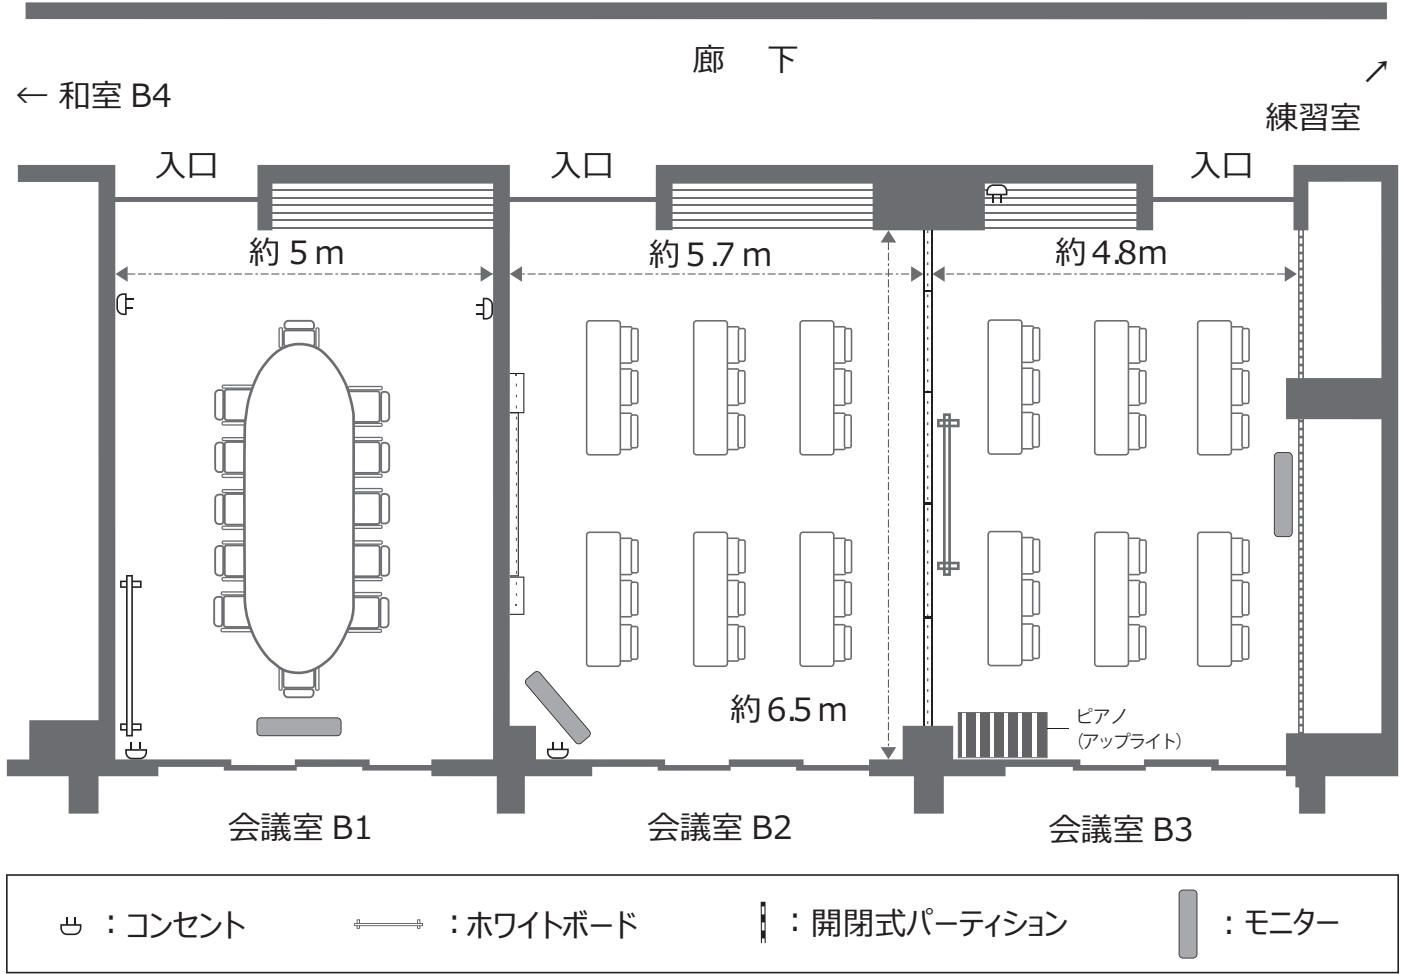 廊 下
← 和室 B4
↗
練習室
入口
入口
入口
約 5 m
約 5.7 m
約 4.8m
約 6.5 m
ピアノ
(アップライト)
会議室 B1
会議室 B2
会議室 B3
：コンセント
：ホワイトボード
：開閉式パーティション
：モニター